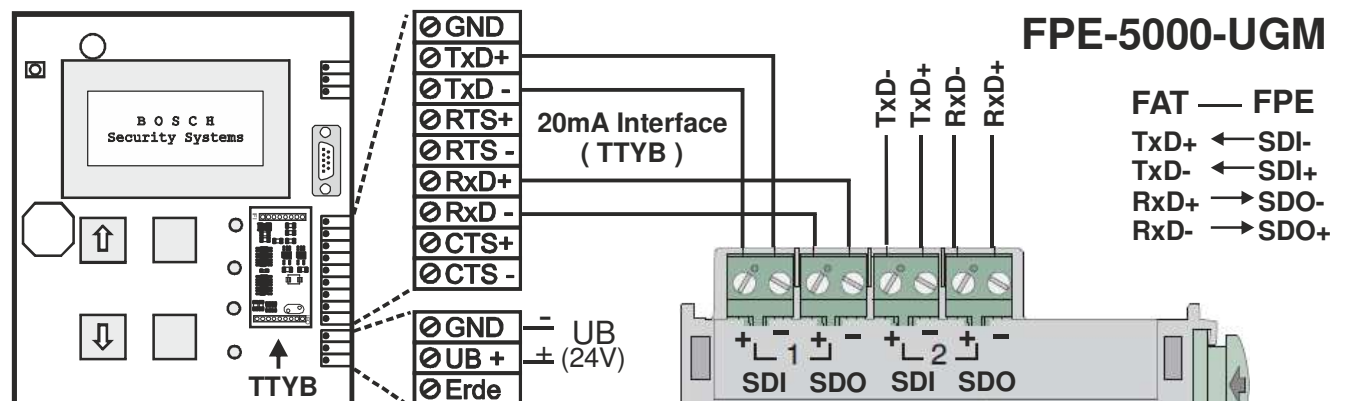 FPE-5000-UGM
B O S C H
Security Systems
TTYB
GND
TxD+
TxD -
RTS+
RTS -
RxD+
RxD -
CTS+
CTS -
GND
UB +
Erde
-
+
UB
(24V)
20mA Interface
( TTYB )
TxD-
TxD+
RxD-
RxD+
FAT — FPE
TxD+ ← SDI-
TxD- ← SDI+
RxD+ → SDO-
RxD- → SDO+
+ - 1 + - + - 2 + -
SDI SDO SDI SDO